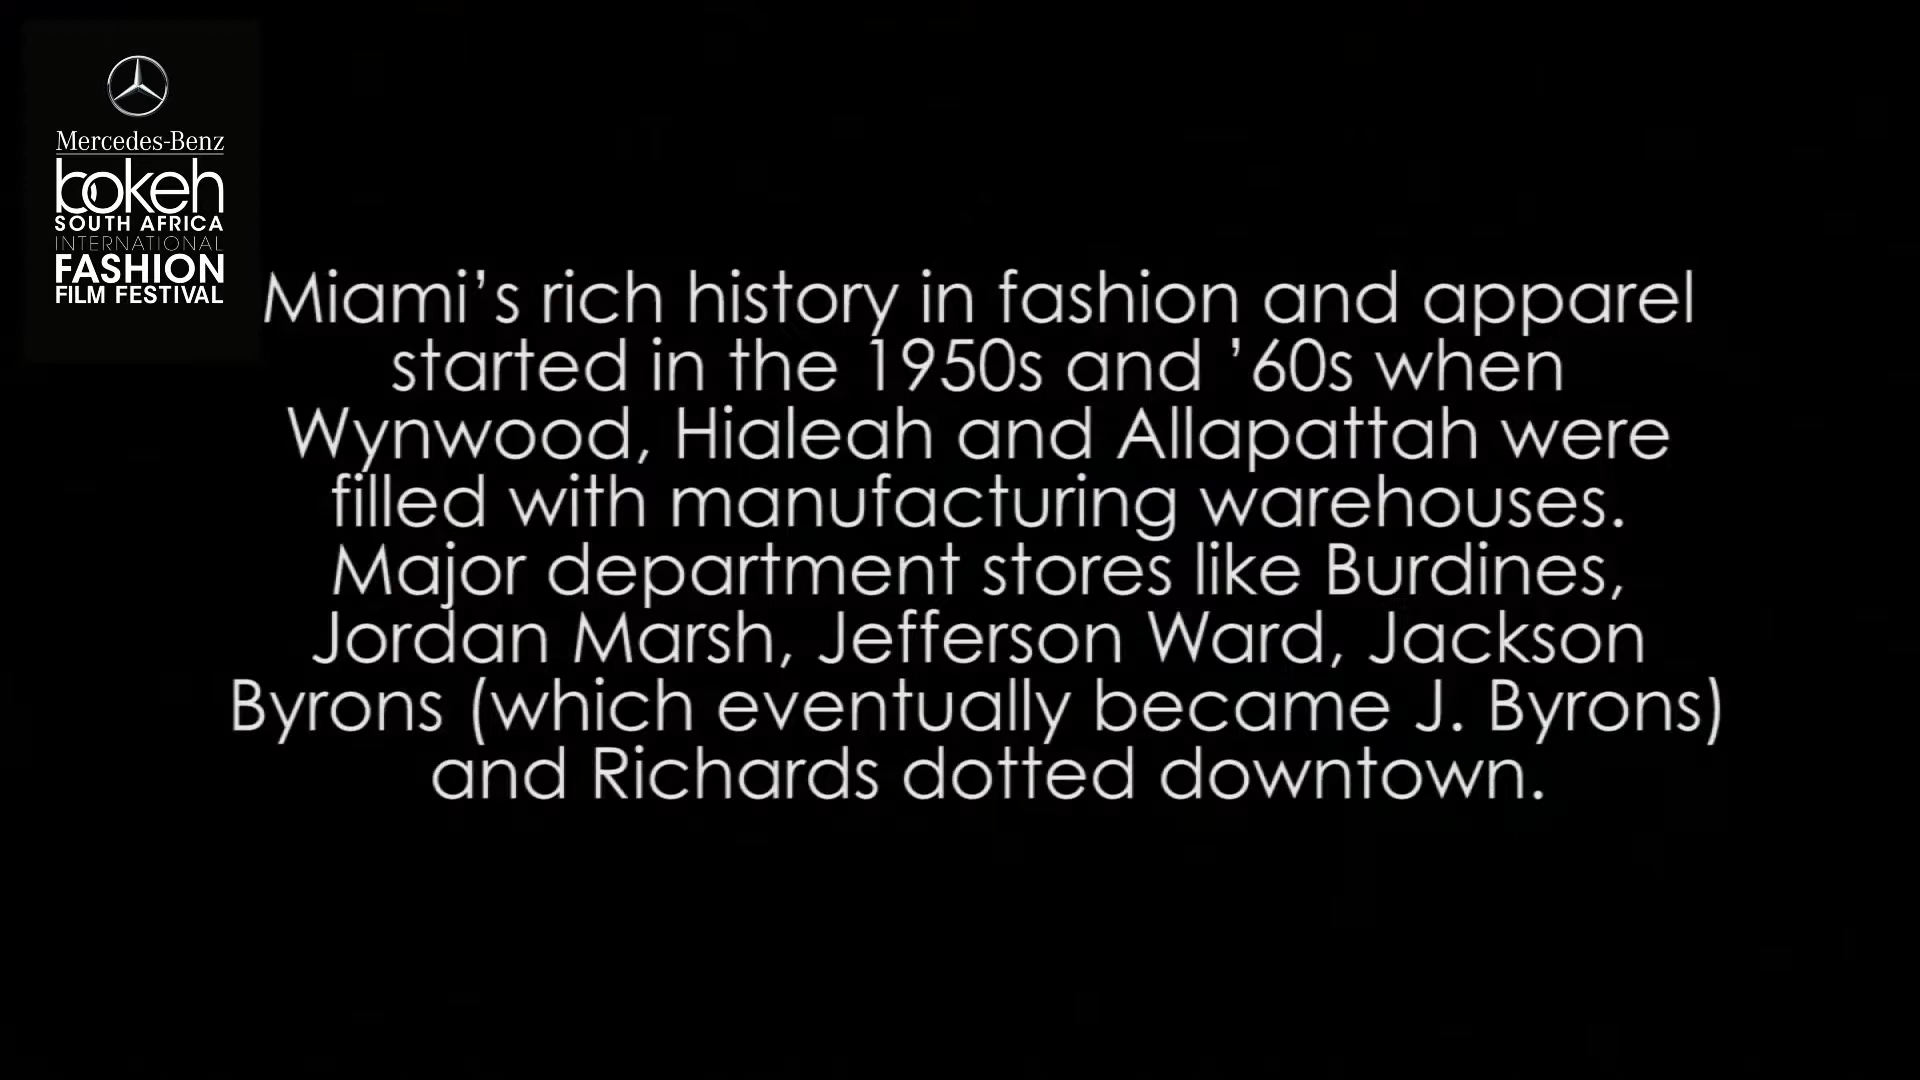 Mercedes-Benz
bokeh
SOUTH AFRICA
INTERNATIONAL
FASHION
FILM FESTIVAL
Miami’s rich history in fashion and apparel
started in the 1950s and ’60s when
Wynwood, Hialeah and Allapattah were
filled with manufacturing warehouses.
Major department stores like Burdines,
Jordan Marsh, Jefferson Ward, Jackson
Byrons (which eventually became J. Byrons)
and Richards dotted downtown.